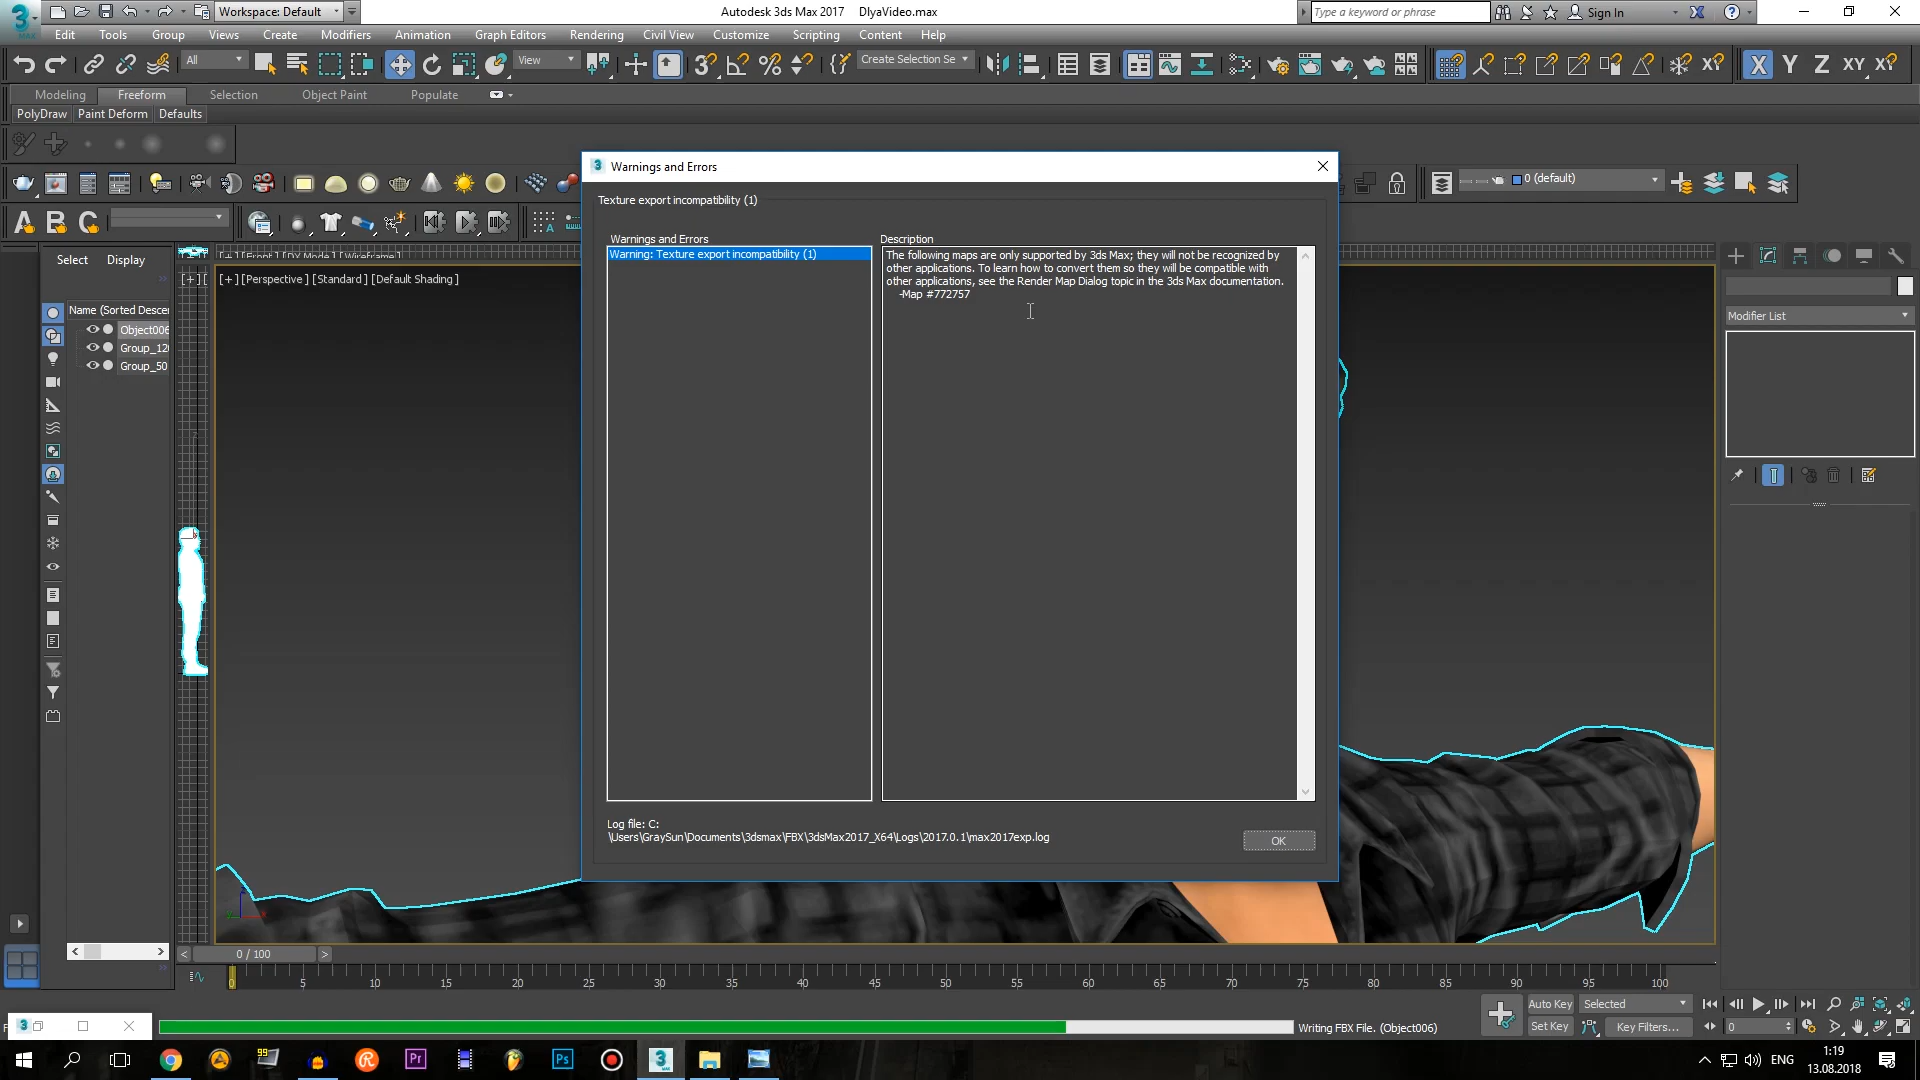 Workspace: Default
Autodesk 3ds Max 2017 DlyaVideo.max
Type a keyword or phrase
Sign In
Edit Tools Group Views Create Modifiers Animation Graph Editors Rendering Civil View Customize Scripting Content Help
All
View
Create Selection Se
X Y Z XY
Modeling Freeform Selection Object Paint Populate
PolyDraw Paint Deform Defaults
Warnings and Errors
Texture export incompatibility (1)
Warnings and Errors
Description
Warning: Texture export incompatibility (1)
The following maps are only supported by 3ds Max; they will not be recognized by
other applications. To learn how to convert them so they will be compatible with
other applications, see the Render Map Dialog topic in the 3ds Max documentation.
-Map #772757
Log file: C:
\Users\GraySun\Documents\3dsmax\FBX\3dsMax2017_X64\Logs\2017.0.1\max2017exp.log
OK
0 (default)
A B C
Select Display
[+] [Perspective] [Standard] [Default Shading]
Name (Sorted Descen
Object006
Group_120
Group_50
Modifier List
0 / 100
0 5 10 15 20 25 30 35 40 45 50 55 60 65 70 75 80 85 90 95 100
Auto Key Selected
Set Key Key Filters...
0
Writing FBX File. (Object006)
99
Pr
Ps
ENG
1:19
13.08.2018